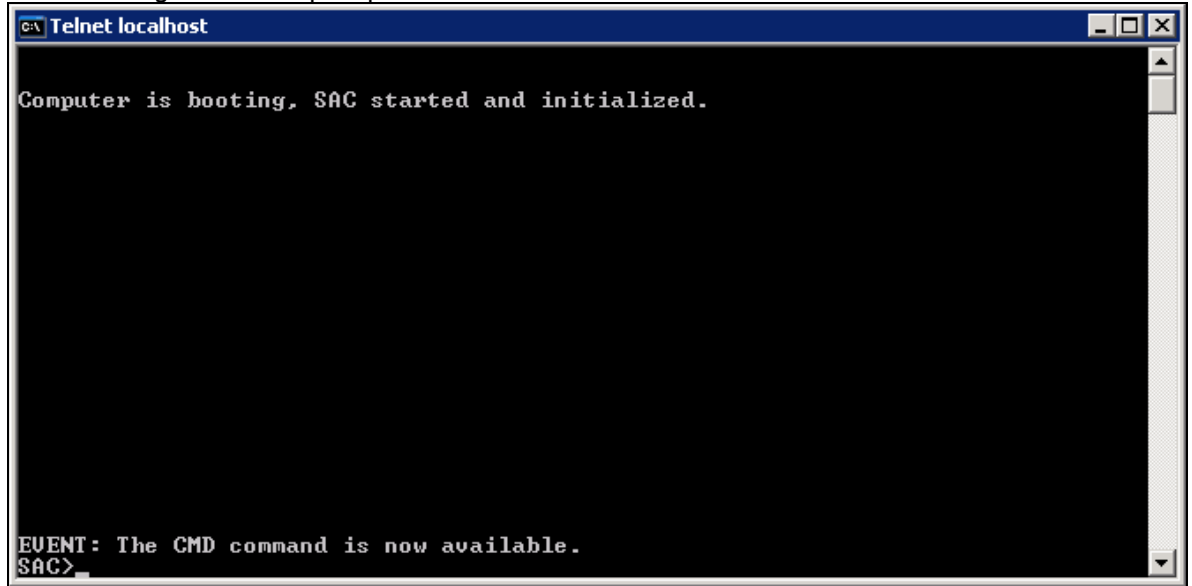 Telnet localhost
Computer is booting, SAC started and initialized.
EVENT: The CMD command is now available.
SAC>_